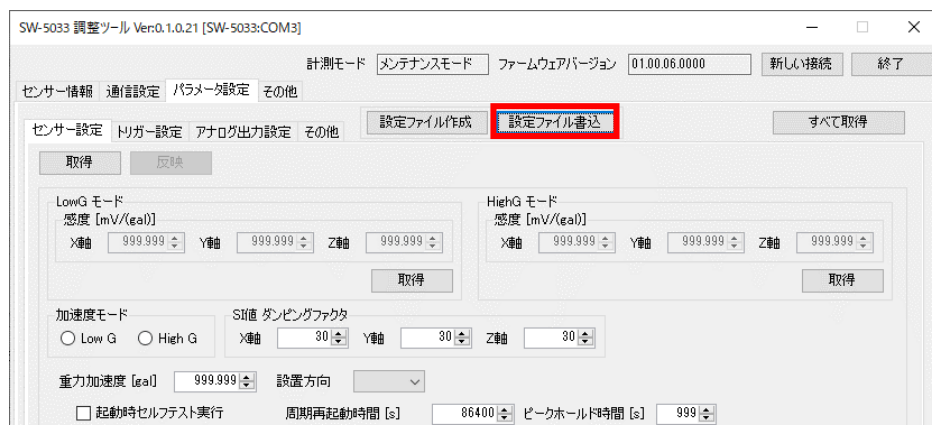 SW-5033 調整ツール Ver:0.1.0.21 [SW-5033:COM3]
計測モード メンテナンスモード ファームウェアバージョン 01.00.06.0000 新しい接続 終了
センサー情報 通信設定 パラメータ設定 その他
センサー設定 トリガー設定 アナログ出力設定 その他 設定ファイル作成 設定ファイル書込 すべて取得
取得 反映
LowG モード HighG モード
感度 [mV/(gal)] 感度 [mV/(gal)]
X軸 999.999 Y軸 999.999 Z軸 999.999 X軸 999.999 Y軸 999.999 Z軸 999.999
取得 取得
加速度モード SI値 ダンピングファクタ
Low G High G X軸 30 Y軸 30 Z軸 30
重力加速度 [gal] 999.999 設置方向
起動時セルフテスト実行 周期再起動時間 [s] 86400 ピークホールド時間 [s] 999